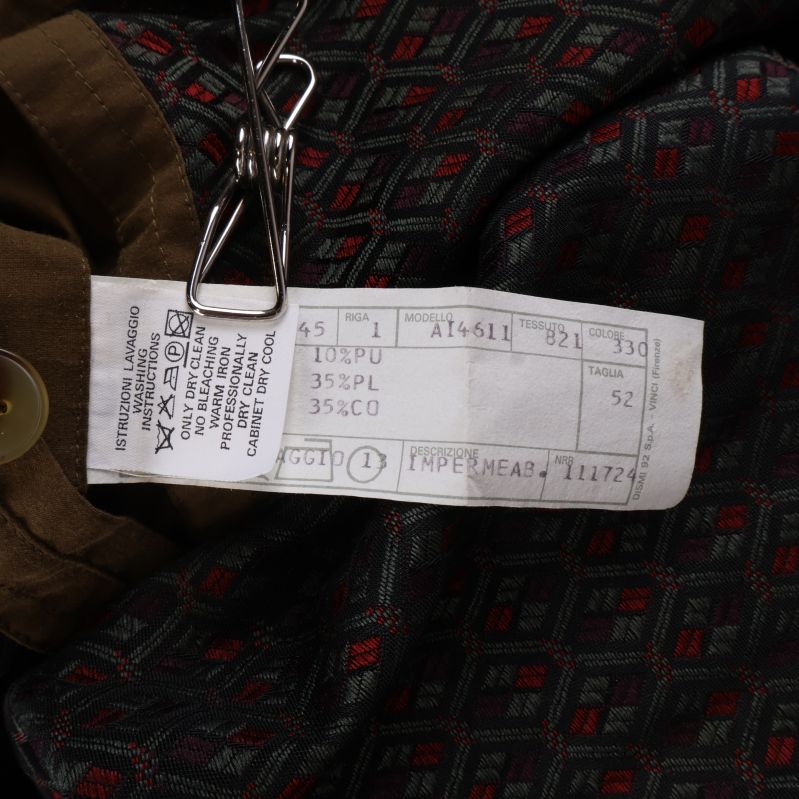 ISTRUZIONI LAVAGGIO
WASHING
INSTRUCTIONS
ONLY DRY CLEAN
NO BLEACHING
WARM IRON
PROFESSIONALLY
DRY CLEAN
CABINET DRY COOL
45
RIGA
1
MODELLO
AI4611
TESSUTO
821
COLORE
330
10%PU
35%PL
35%CO
TAGLIA
52
AGGIO 13
DESCRIZIONE
IMPERMEAB.
NRR
111724
DISMI 92 S.p.A. - VINCI (Firenze)